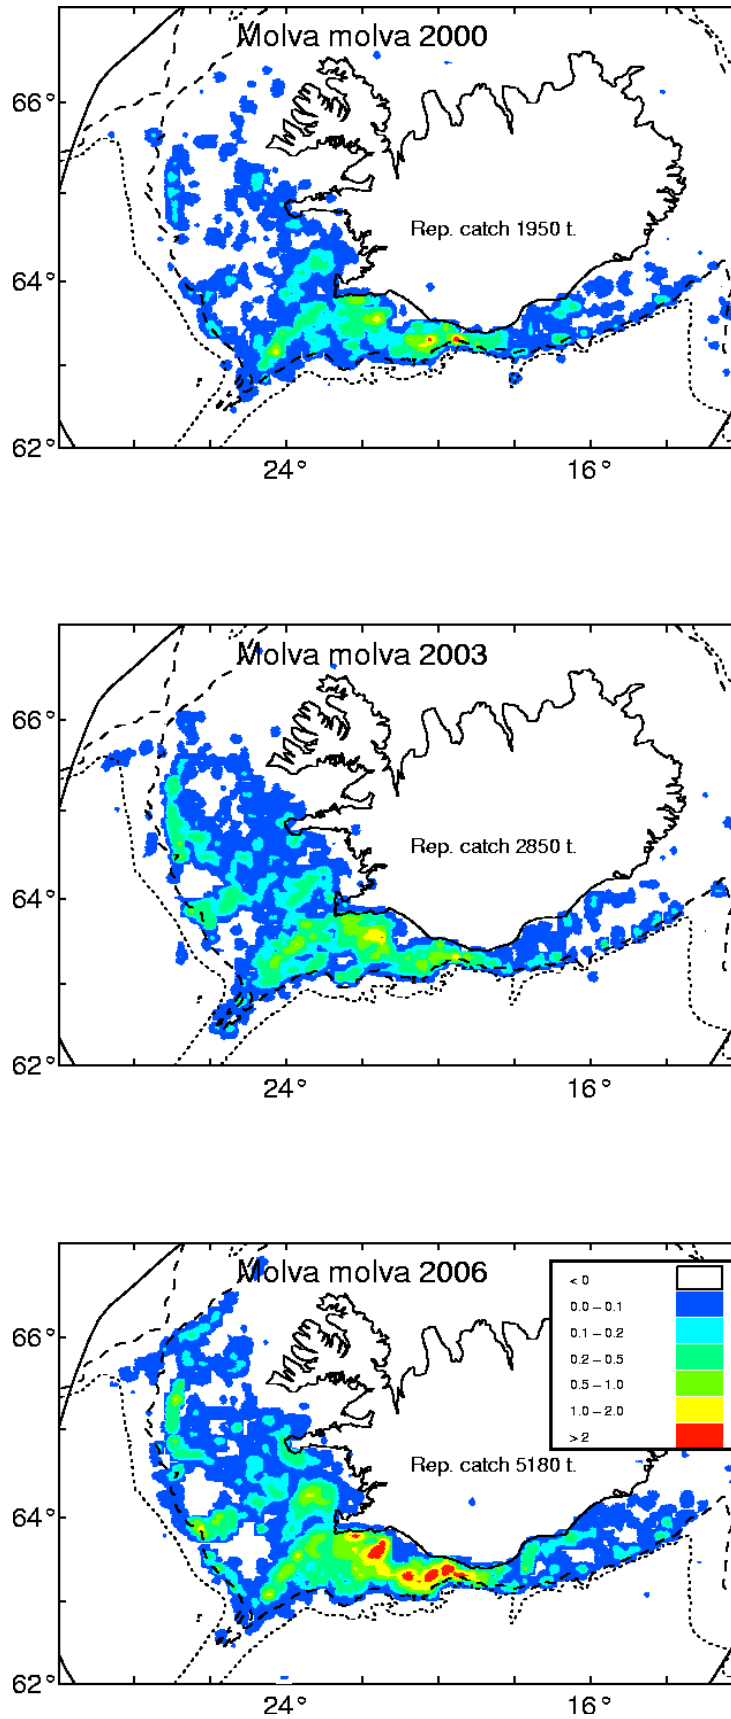 Molva molva 2000
66°
Rep. catch 1950 t.
64°
62°
24° 16°
Molva molva 2003
66°
Rep. catch 2850 t.
64°
62°
24° 16°
Molva molva 2006
< 0
0.0 – 0.1
66°
0.1 – 0.2
0.2 – 0.5
0.5 – 1.0
1.0 – 2.0
> 2
Rep. catch 5180 t.
64°
62°
24° 16°